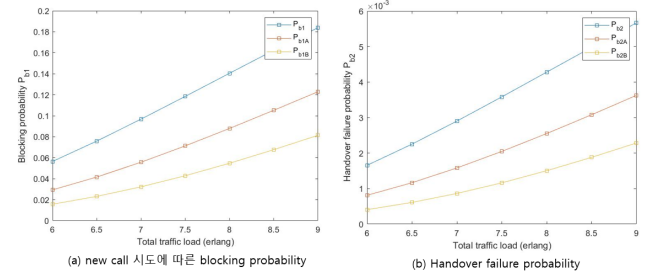 0.2
0.18
0.16
0.14
0.12
0.1
0.08
0.06
0.04
0.02
0
Blocking probability P_b1
6 6.5 7 7.5 8 8.5 9
Total traffic load (erlang)
P_b1
P_b1A
P_b1B
(a) new call 시도에 따른 blocking probability
×10^-3
6
5
4
3
2
1
0
Handover failure probability P_b2
6 6.5 7 7.5 8 8.5 9
Total traffic load (erlang)
P_b2
P_b2A
P_b2B
(b) Handover failure probability